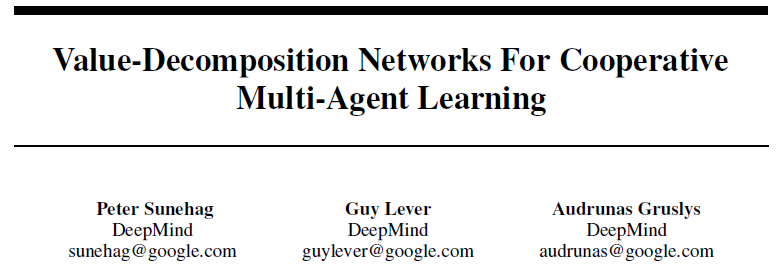 Value-Decomposition Networks For Cooperative
Multi-Agent Learning
Peter Sunehag
DeepMind
sunehag@google.com
Guy Lever
DeepMind
guylever@google.com
Audrunas Gruslys
DeepMind
audrunas@google.com